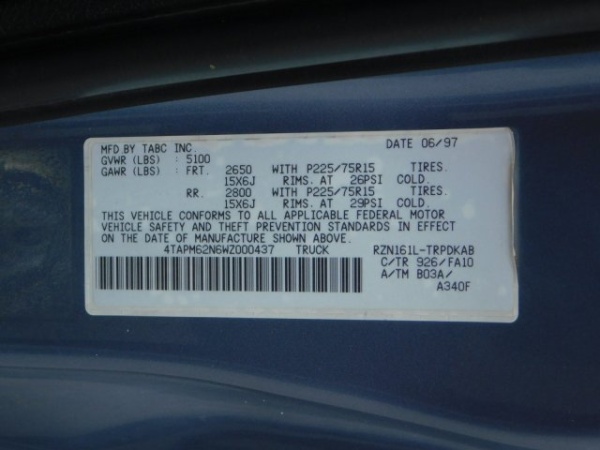 MFD.BY TABC INC. DATE 06/97
GVWR (LBS) : 5100
GAWR (LBS) : FRT. 2650 WITH P225/75R15 TIRES.
15X6J RIMS. AT 26PSI COLD.
RR. 2800 WITH P225/75R15 TIRES.
15X6J RIMS. AT 29PSI COLD.
THIS VEHICLE CONFORMS TO ALL APPLICABLE FEDERAL MOTOR
VEHICLE SAFETY AND THEFT PREVENTION STANDARDS IN EFFECT
ON THE DATE OF MANUFACTURE SHOWN ABOVE.
4TAPM62N6WZ000437 TRUCK RZN161L-TRPDKAB
C/TR 926/FA10
A/TM B03A/
A340F